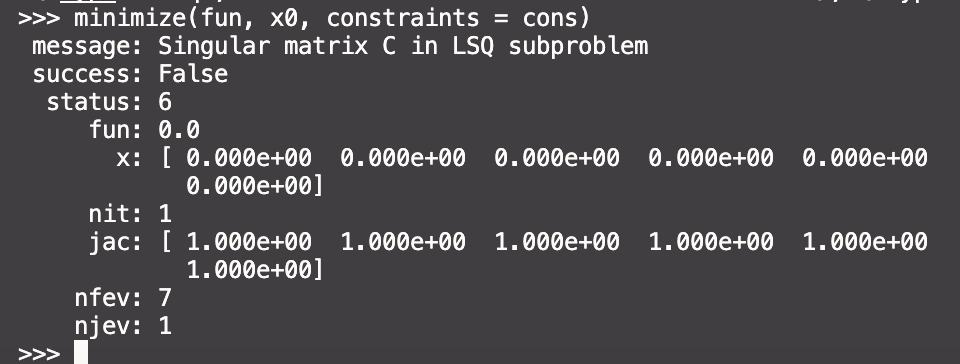 >>> minimize(fun, x0, constraints = cons)
message: Singular matrix C in LSQ subproblem
success: False
status: 6
fun: 0.0
x: [ 0.000e+00 0.000e+00 0.000e+00 0.000e+00 0.000e+00
0.000e+00]
nit: 1
jac: [ 1.000e+00 1.000e+00 1.000e+00 1.000e+00 1.000e+00
1.000e+00]
nfev: 7
njev: 1
>>>